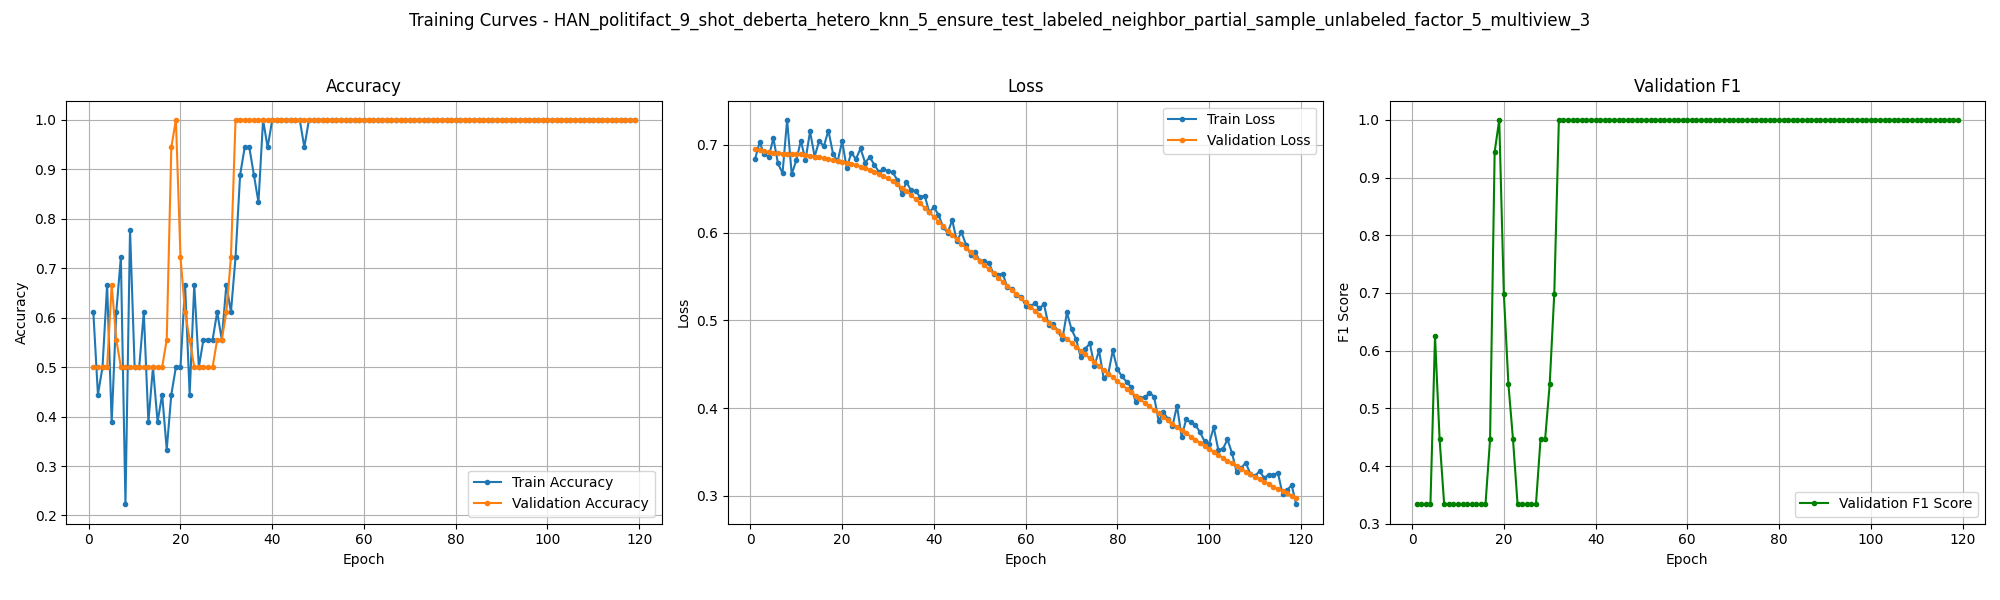 Training Curves - HAN_politifact_9_shot_deberta_hetero_knn_5_ensure_test_labeled_neighbor_partial_sample_unlabeled_factor_5_multiview_3
Accuracy
Accuracy
1.0
0.9
0.8
0.7
0.6
0.5
0.4
0.3
0.2
Train Accuracy
Validation Accuracy
0 20 40 60 80 100 120
Epoch
Loss
Loss
0.7
0.6
0.5
0.4
0.3
Train Loss
Validation Loss
0 20 40 60 80 100 120
Epoch
Validation F1
F1 Score
1.0
0.9
0.8
0.7
0.6
0.5
0.4
0.3
Validation F1 Score
0 20 40 60 80 100 120
Epoch